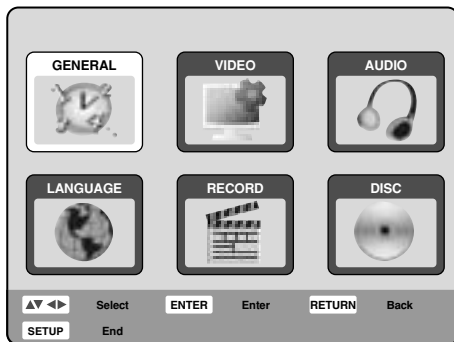 GENERAL VIDEO AUDIO
LANGUAGE RECORD DISC
Select ENTER Enter RETURN Back
SETUP End